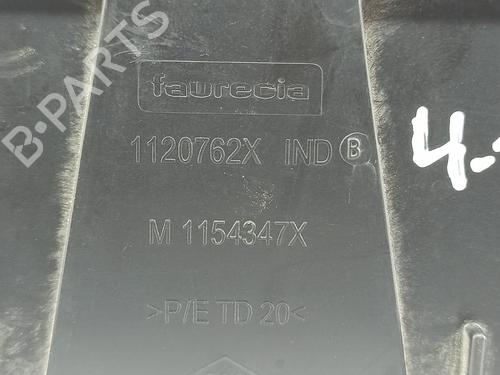 B-PARTS
faurecia
1120762X IND B
4.
M 1154347X
>P/E TD 20<